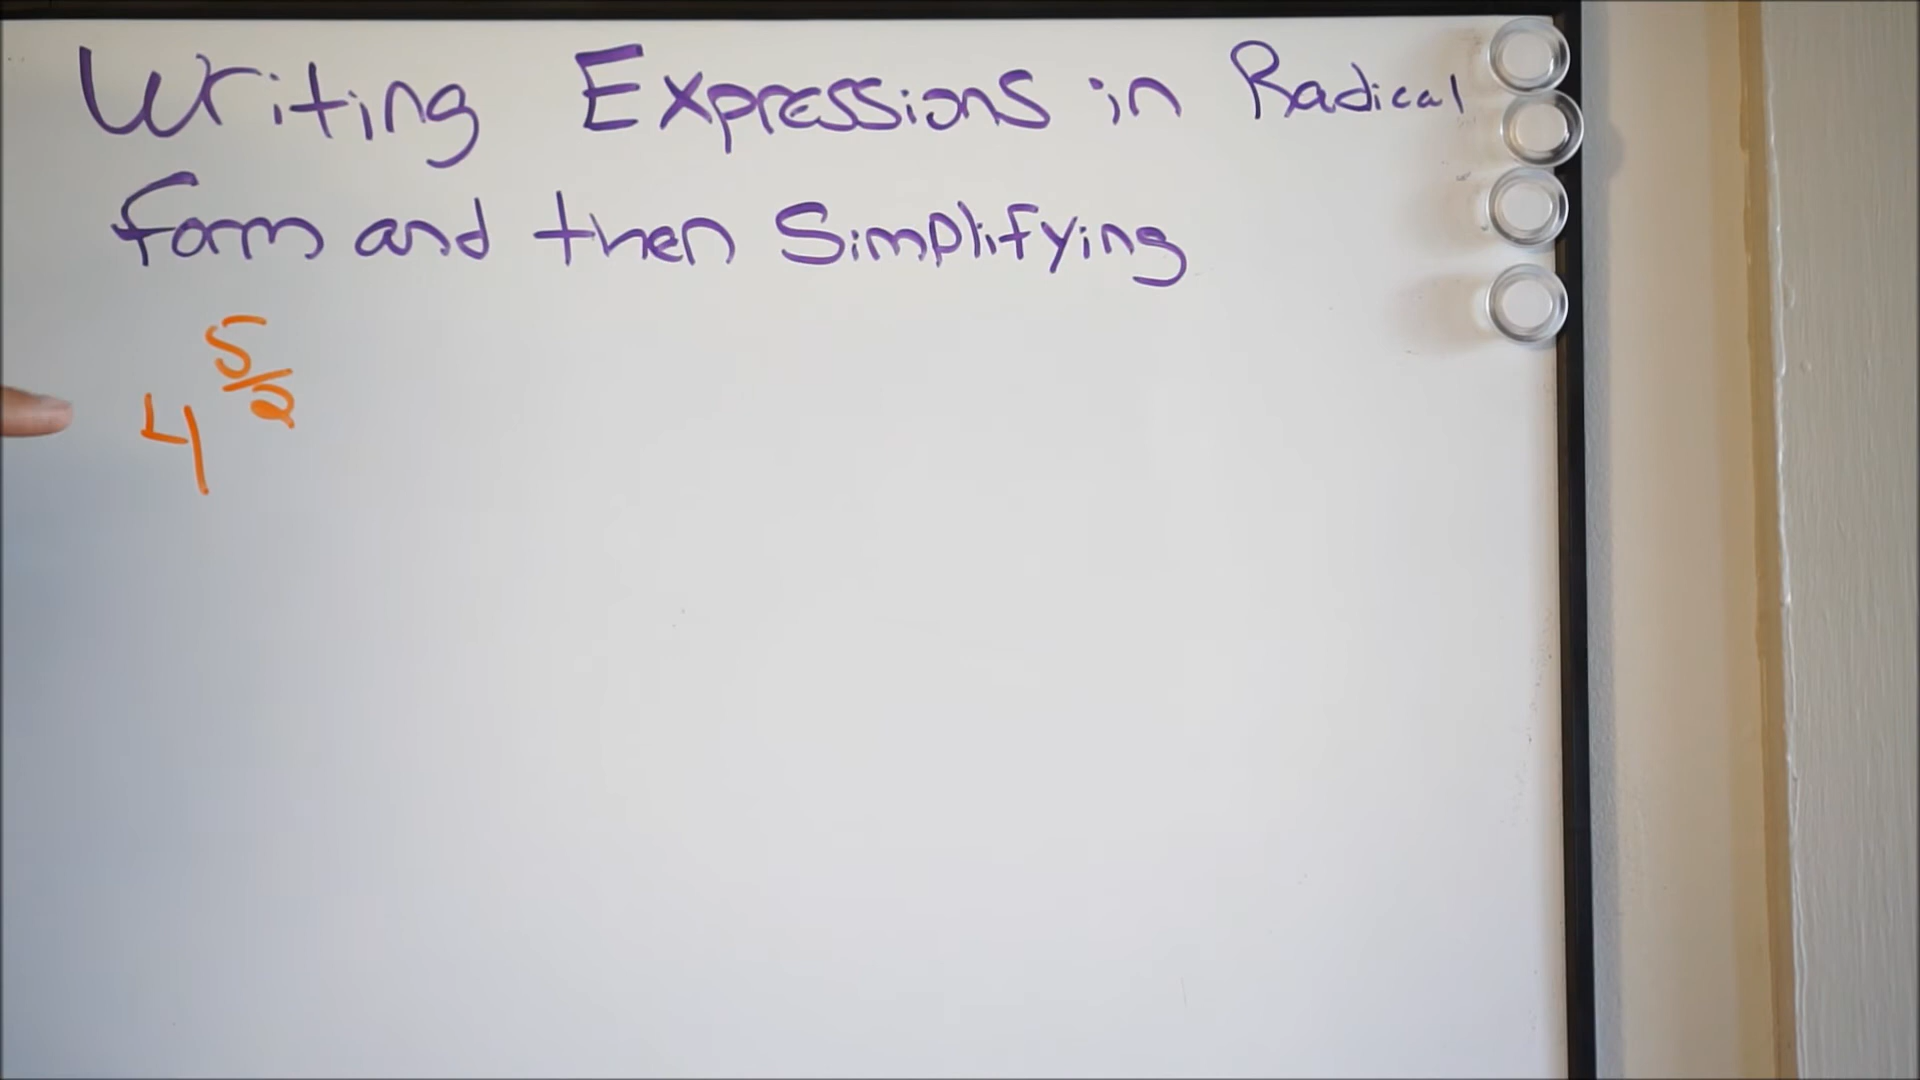 Writing Expressions in Radical
form and then Simplifying
4^5/2